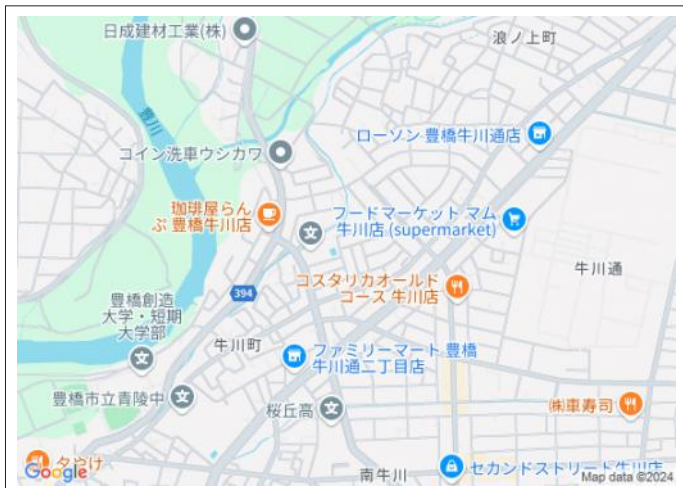 日成建材工業(株)
浪ノ上町
豊川
ローソン 豊橋牛川通店
コイン洗車ウシカワ
珈琲屋らん
ぷ 豊橋牛川店
フードマーケット マム
牛川店 (supermarket)
牛川通
コスタリカオールド
コース 牛川店
394
豊橋創造
大学・短期
大学部
牛川町
ファミリーマート 豊橋
牛川通二丁目店
豊橋市立青陵中
桜丘高
㈱車寿司
夕やけ
Google
南牛川
セカンドストリート牛川店
Map data ©2024